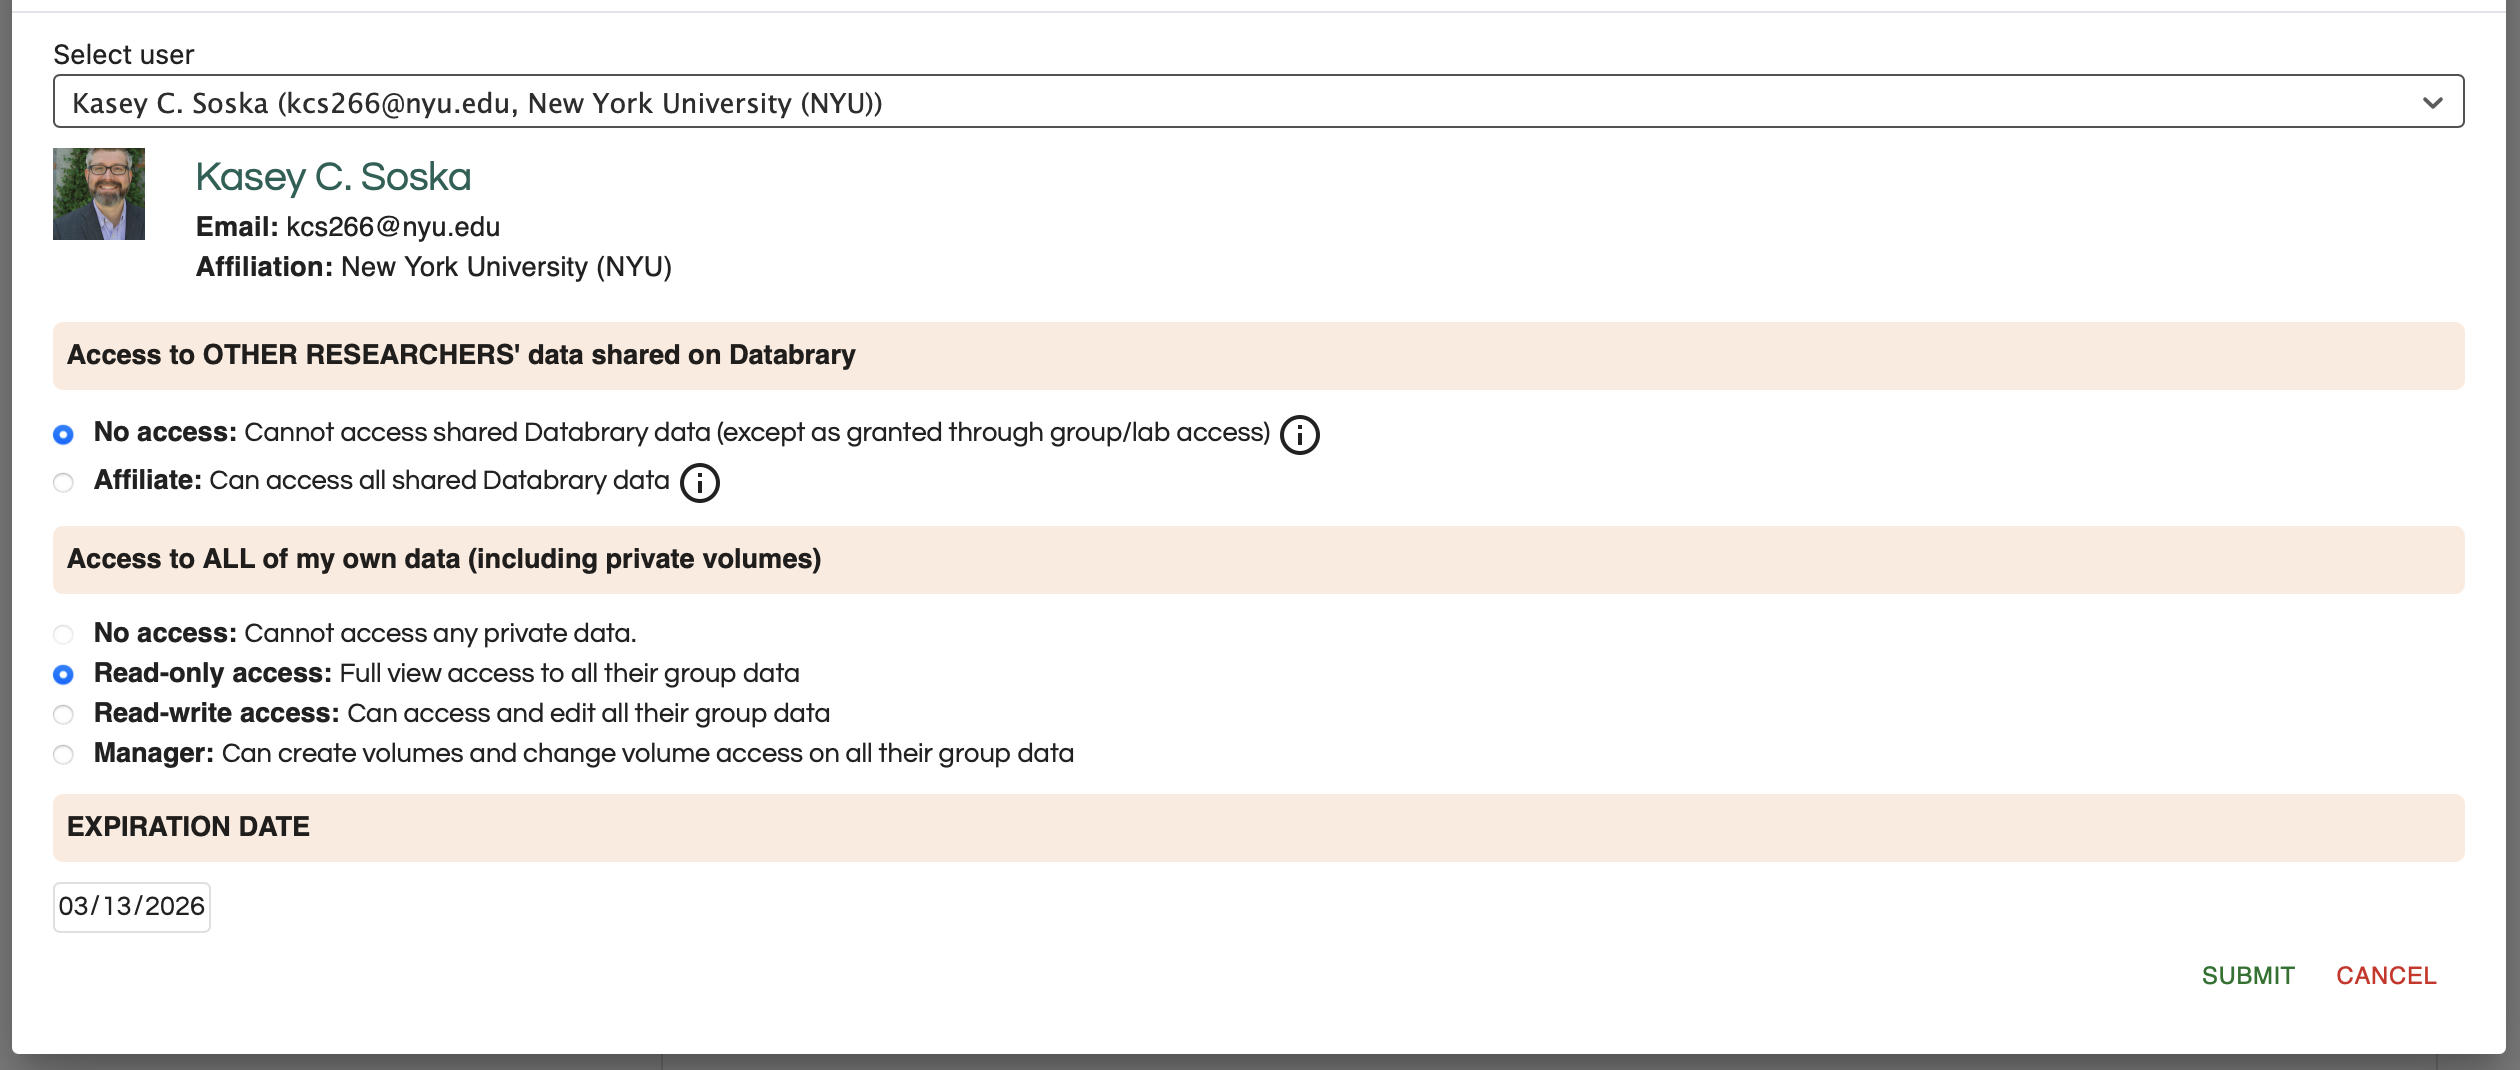 Select user
Kasey C. Soska (kcs266@nyu.edu, New York University (NYU))
Kasey C. Soska
Email: kcs266@nyu.edu
Affiliation: New York University (NYU)
Access to OTHER RESEARCHERS' data shared on Databrary
No access: Cannot access shared Databrary data (except as granted through group/lab access)
Affiliate: Can access all shared Databrary data
Access to ALL of my own data (including private volumes)
No access: Cannot access any private data.
Read-only access: Full view access to all their group data
Read-write access: Can access and edit all their group data
Manager: Can create volumes and change volume access on all their group data
EXPIRATION DATE
03/13/2026
SUBMIT CANCEL